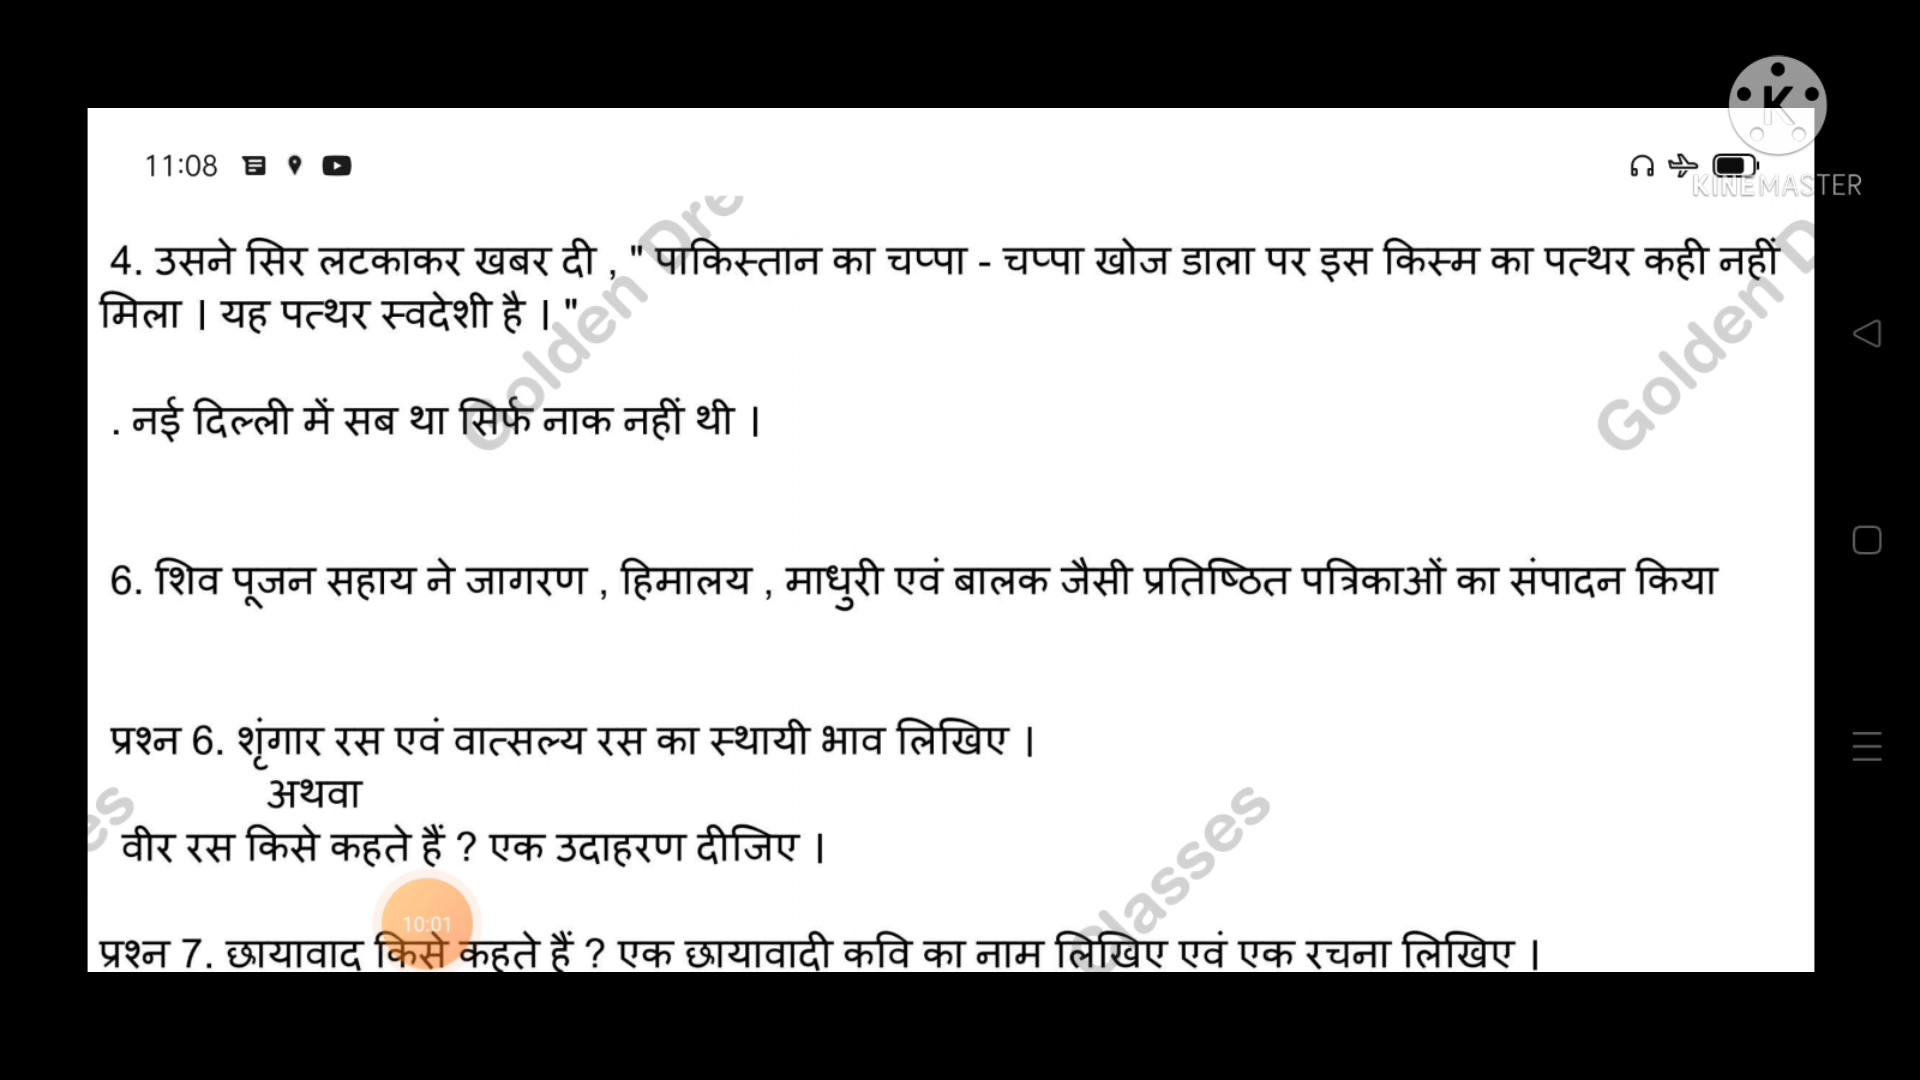 K
KINEMASTER
11:08
4. उसने सिर लटकाकर खबर दी , " पाकिस्तान का चप्पा - चप्पा खोज डाला पर इस किस्म का पत्थर कही नहीं
मिला | यह पत्थर स्वदेशी है | "
. नई दिल्ली में सब था सिर्फ नाक नहीं थी |
6. शिव पूजन सहाय ने जागरण , हिमालय , माधुरी एवं बालक जैसी प्रतिष्ठित पत्रिकाओं का संपादन किया
प्रश्न 6. शृंगार रस एवं वात्सल्य रस का स्थायी भाव लिखिए |
अथवा
वीर रस किसे कहते हैं ? एक उदाहरण दीजिए |
10:01
प्रश्न 7. छायावाद किसे कहते हैं ? एक छायावादी कवि का नाम लिखिए एवं एक रचना लिखिए |
Golden Dre
Golden D
es
Classes